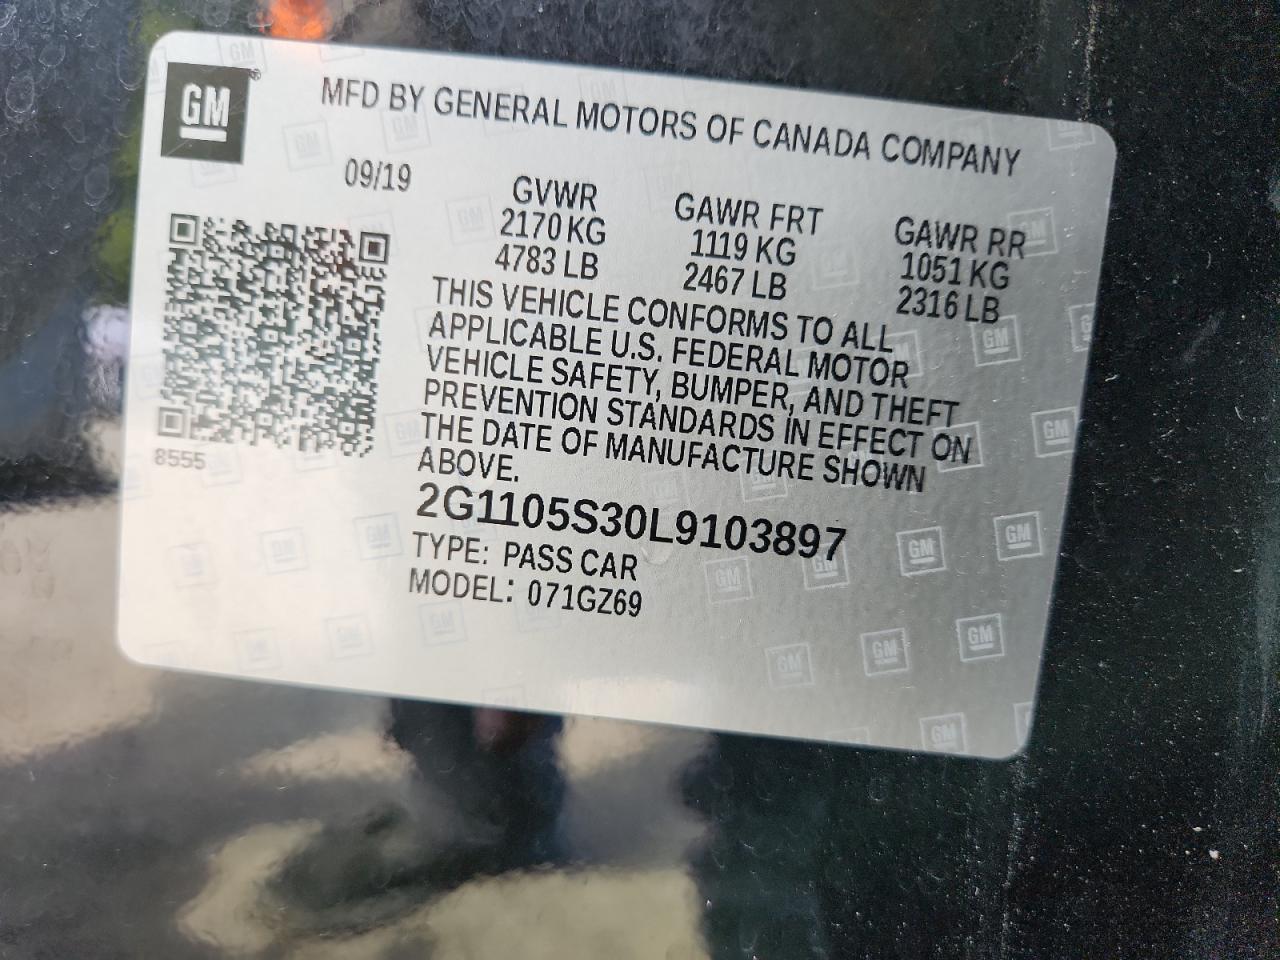 GM
MFD BY GENERAL MOTORS OF CANADA COMPANY
09/19
GVWR
2170 KG
4783 LB
GAWR FRT
1119 KG
2467 LB
GAWR RR
1051 KG
2316 LB
8555
THIS VEHICLE CONFORMS TO ALL
APPLICABLE U.S. FEDERAL MOTOR
VEHICLE SAFETY, BUMPER, AND THEFT
PREVENTION STANDARDS IN EFFECT ON
THE DATE OF MANUFACTURE SHOWN
ABOVE.
2G1105S30L9103897
TYPE: PASS CAR
MODEL: 071GZ69